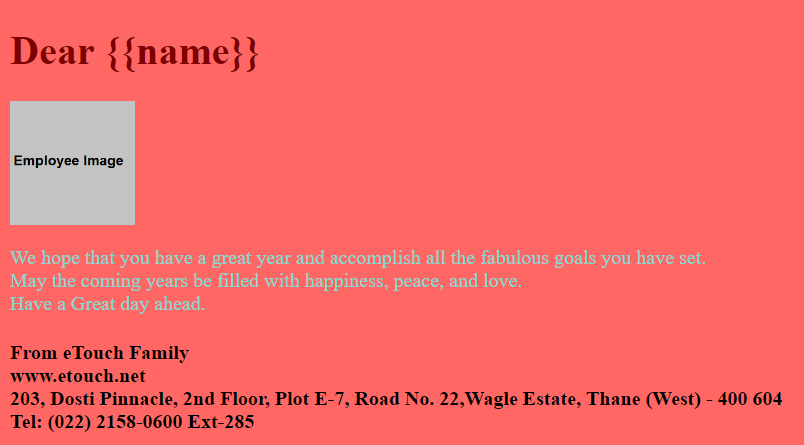 Dear {{name}}
Employee Image
We hope that you have a great year and accomplish all the fabulous goals you have set.
May the coming years be filled with happiness, peace, and love.
Have a Great day ahead.
From eTouch Family
www.etouch.net
203, Dosti Pinnacle, 2nd Floor, Plot E-7, Road No. 22,Wagle Estate, Thane (West) - 400 604
Tel: (022) 2158-0600 Ext-285